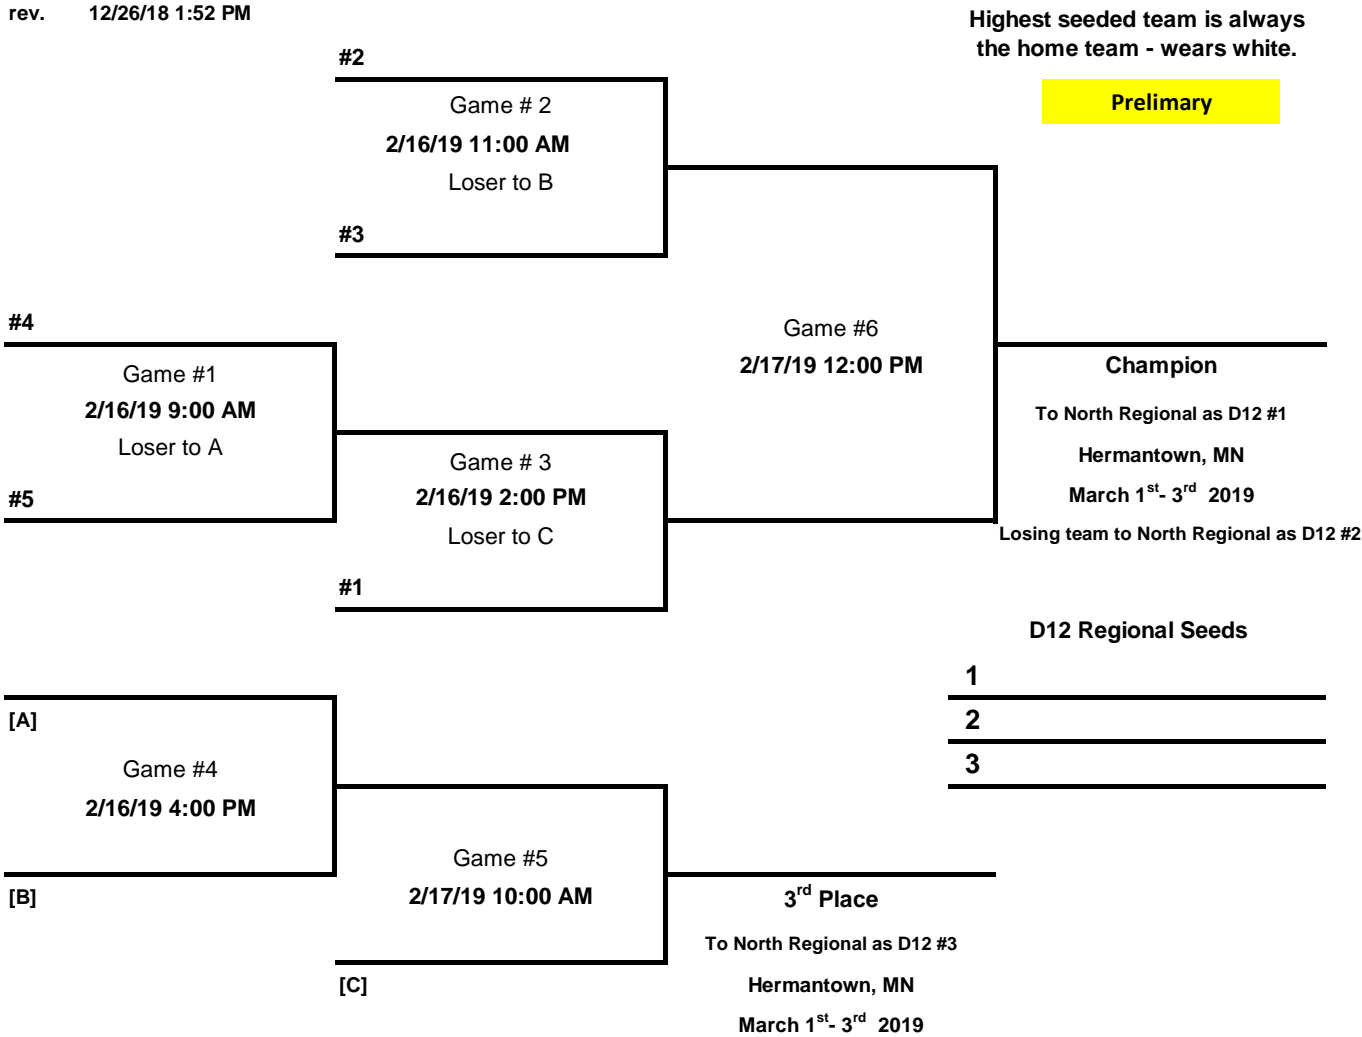 rev. 12/26/18 1:52 PM
Highest seeded team is always
the home team - wears white.
Prelimary
#2
Game # 2
2/16/19 11:00 AM
Loser to B
#3
#4
Game #1
2/16/19 9:00 AM
Loser to A
#5
Game # 3
2/16/19 2:00 PM
Loser to C
#1
Game #6
2/17/19 12:00 PM
Champion
To North Regional as D12 #1
Hermantown, MN
March 1st- 3rd 2019
Losing team to North Regional as D12 #2
D12 Regional Seeds
1
2
3
[A]
Game #4
2/16/19 4:00 PM
[B]
Game #5
2/17/19 10:00 AM
[C]
3rd Place
To North Regional as D12 #3
Hermantown, MN
March 1st- 3rd 2019